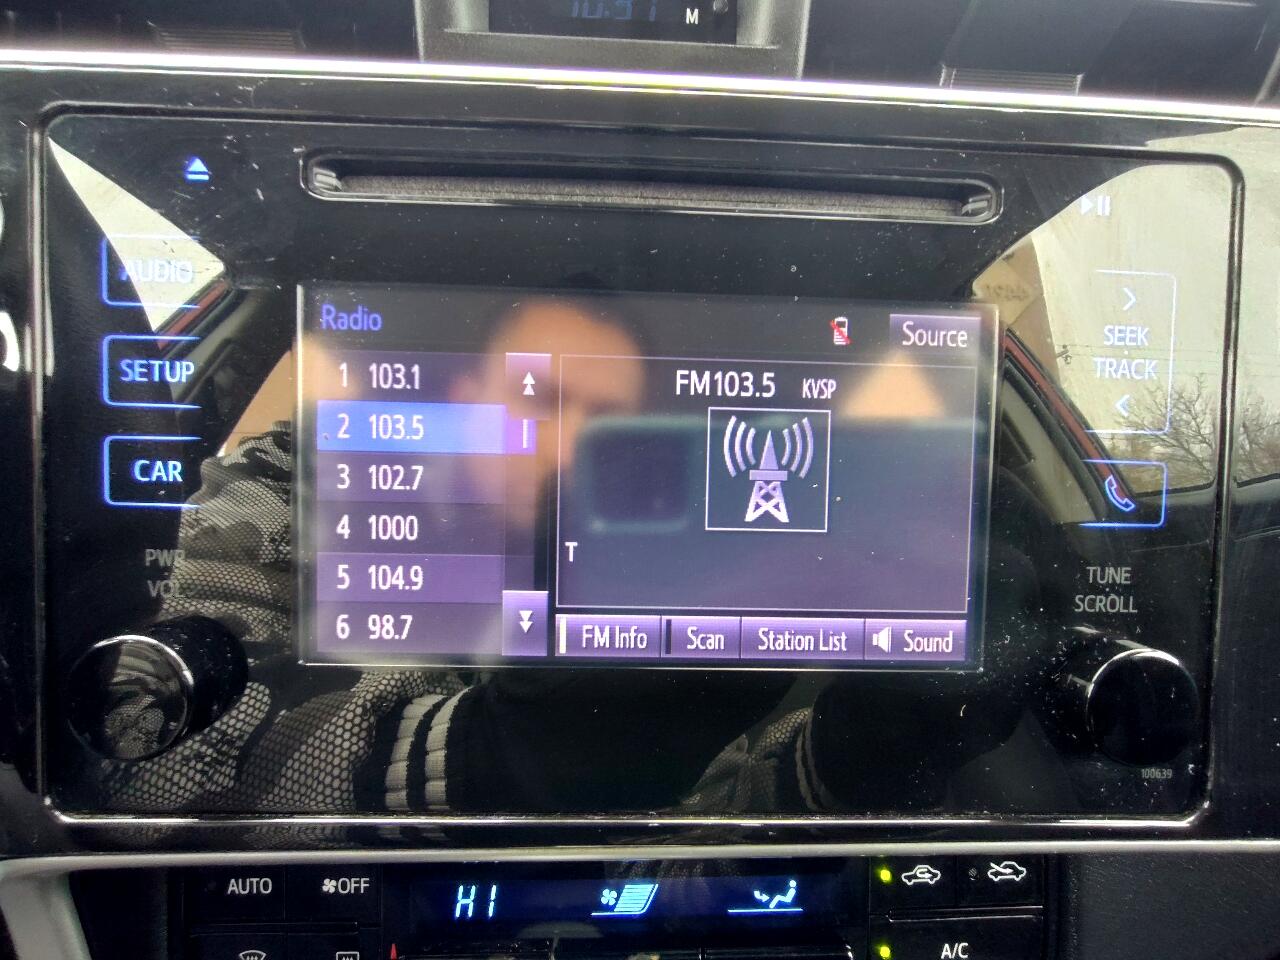 M
AUDIO
SETUP
CAR
PWR
VOL
Radio
Source
1 103.1
2 103.5
3 102.7
4 1000
5 104.9
6 98.7
FM103.5 KVSP
T
FM Info
Scan
Station List
Sound
SEEK
TRACK
TUNE
SCROLL
100639
AUTO
OFF
HI
A/C